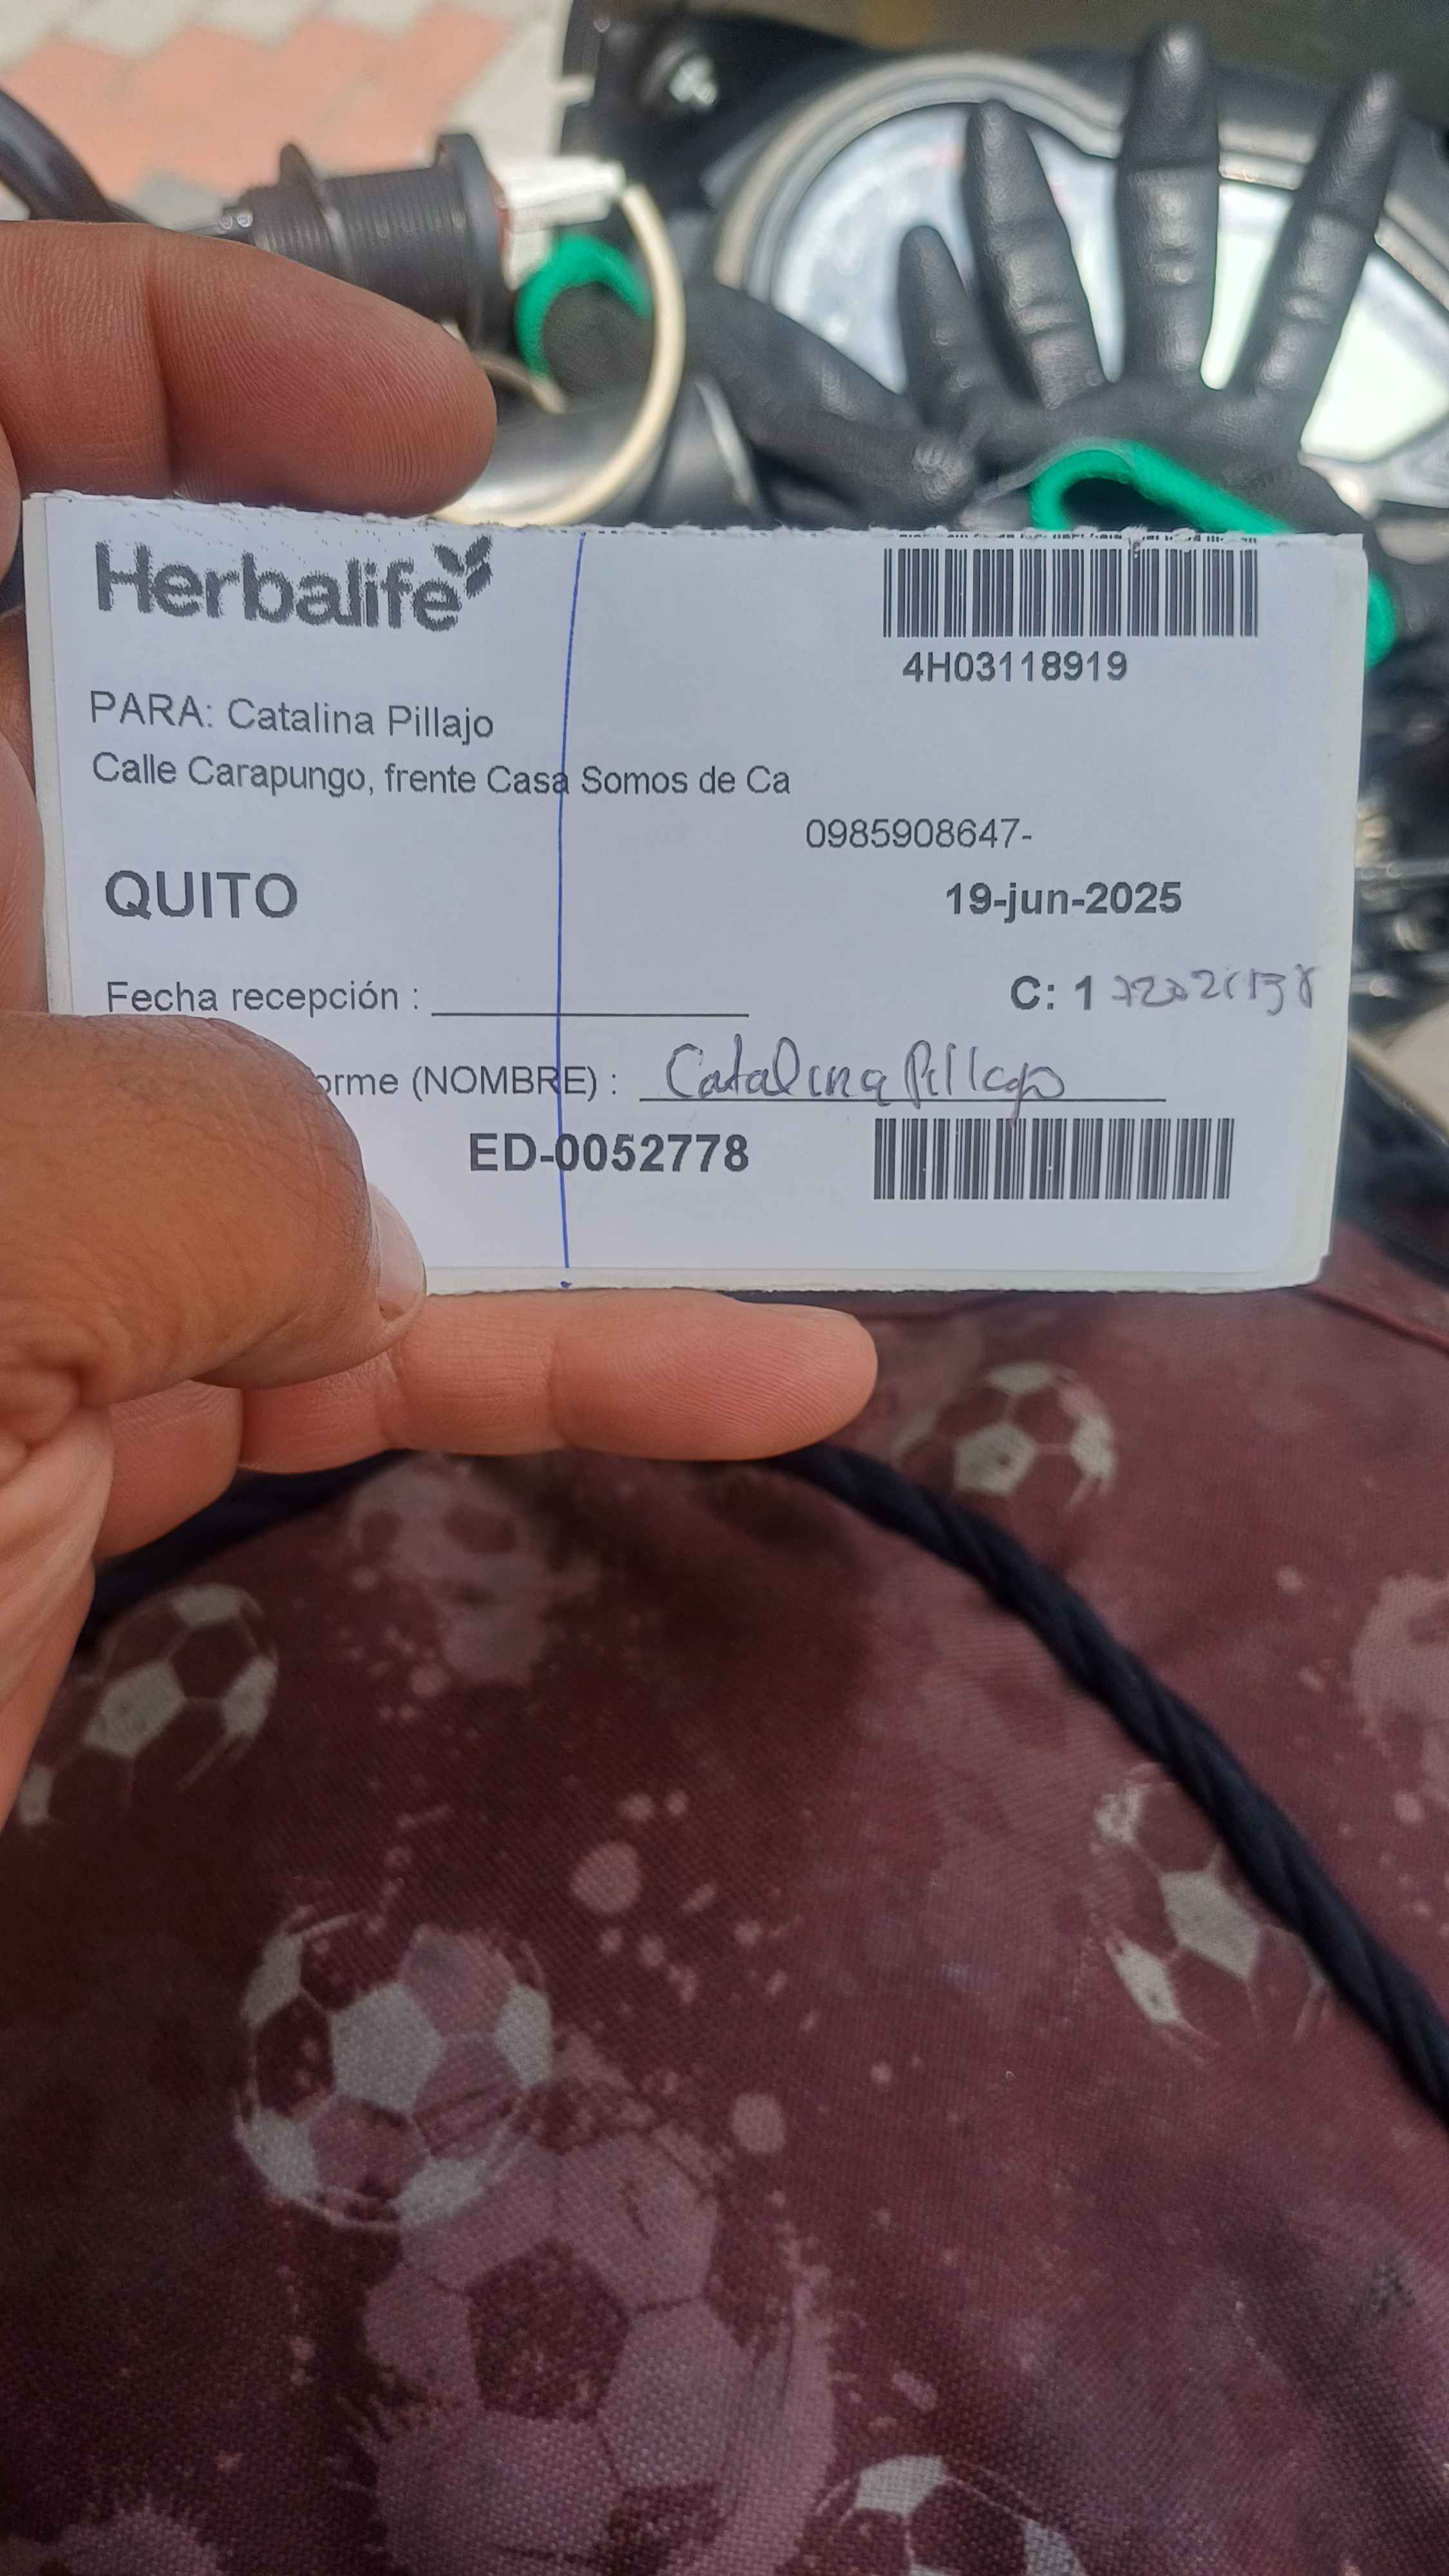 Herbalife
4H03118919
PARA: Catalina Pillajo
Calle Carapungo, frente Casa Somos de Ca
0985908647-
QUITO
19-jun-2025
Fecha recepción :
C: 1
orme (NOMBRE) : Catalina Pillajo
ED-0052778